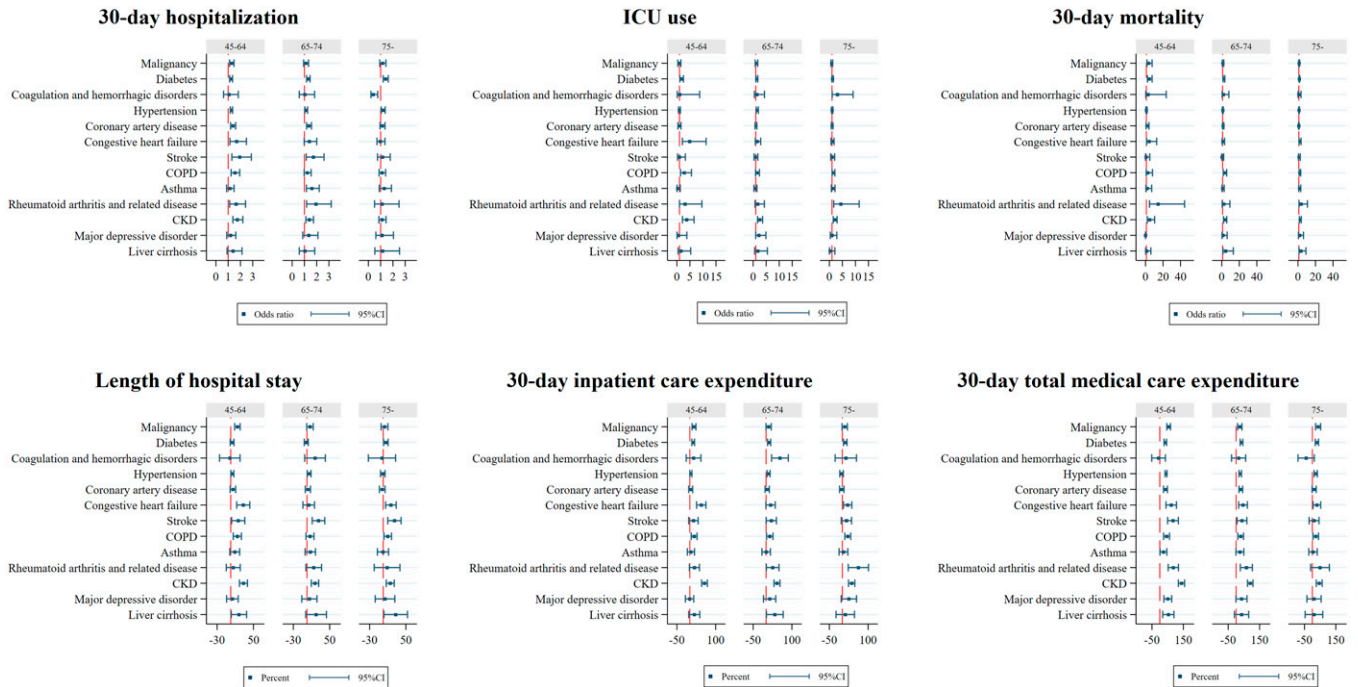 30-day hospitalization
45-64 65-74 75-
Malignancy
Diabetes
Coagulation and hemorrhagic disorders
Hypertension
Coronary artery disease
Congestive heart failure
Stroke
COPD
Asthma
Rheumatoid arthritis and related disease
CKD
Major depressive disorder
Liver cirrhosis
0 1 2 3 0 1 2 3 0 1 2 3
Odds ratio 95%CI
ICU use
45-64 65-74 75-
Malignancy
Diabetes
Coagulation and hemorrhagic disorders
Hypertension
Coronary artery disease
Congestive heart failure
Stroke
COPD
Asthma
Rheumatoid arthritis and related disease
CKD
Major depressive disorder
Liver cirrhosis
0 5 1015 0 5 1015 0 5 1015
Odds ratio 95%CI
30-day mortality
45-64 65-74 75-
Malignancy
Diabetes
Coagulation and hemorrhagic disorders
Hypertension
Coronary artery disease
Congestive heart failure
Stroke
COPD
Asthma
Rheumatoid arthritis and related disease
CKD
Major depressive disorder
Liver cirrhosis
0 20 40 0 20 40 0 20 40
Odds ratio 95%CI
Length of hospital stay
45-64 65-74 75-
Malignancy
Diabetes
Coagulation and hemorrhagic disorders
Hypertension
Coronary artery disease
Congestive heart failure
Stroke
COPD
Asthma
Rheumatoid arthritis and related disease
CKD
Major depressive disorder
Liver cirrhosis
-30 50 -30 50 -30 50
Percent 95%CI
30-day inpatient care expenditure
45-64 65-74 75-
Malignancy
Diabetes
Coagulation and hemorrhagic disorders
Hypertension
Coronary artery disease
Congestive heart failure
Stroke
COPD
Asthma
Rheumatoid arthritis and related disease
CKD
Major depressive disorder
Liver cirrhosis
-50 100 -50 100 -50 100
Percent 95%CI
30-day total medical care expenditure
45-64 65-74 75-
Malignancy
Diabetes
Coagulation and hemorrhagic disorders
Hypertension
Coronary artery disease
Congestive heart failure
Stroke
COPD
Asthma
Rheumatoid arthritis and related disease
CKD
Major depressive disorder
Liver cirrhosis
-50 150 -50 150 -50 150
Percent 95%CI